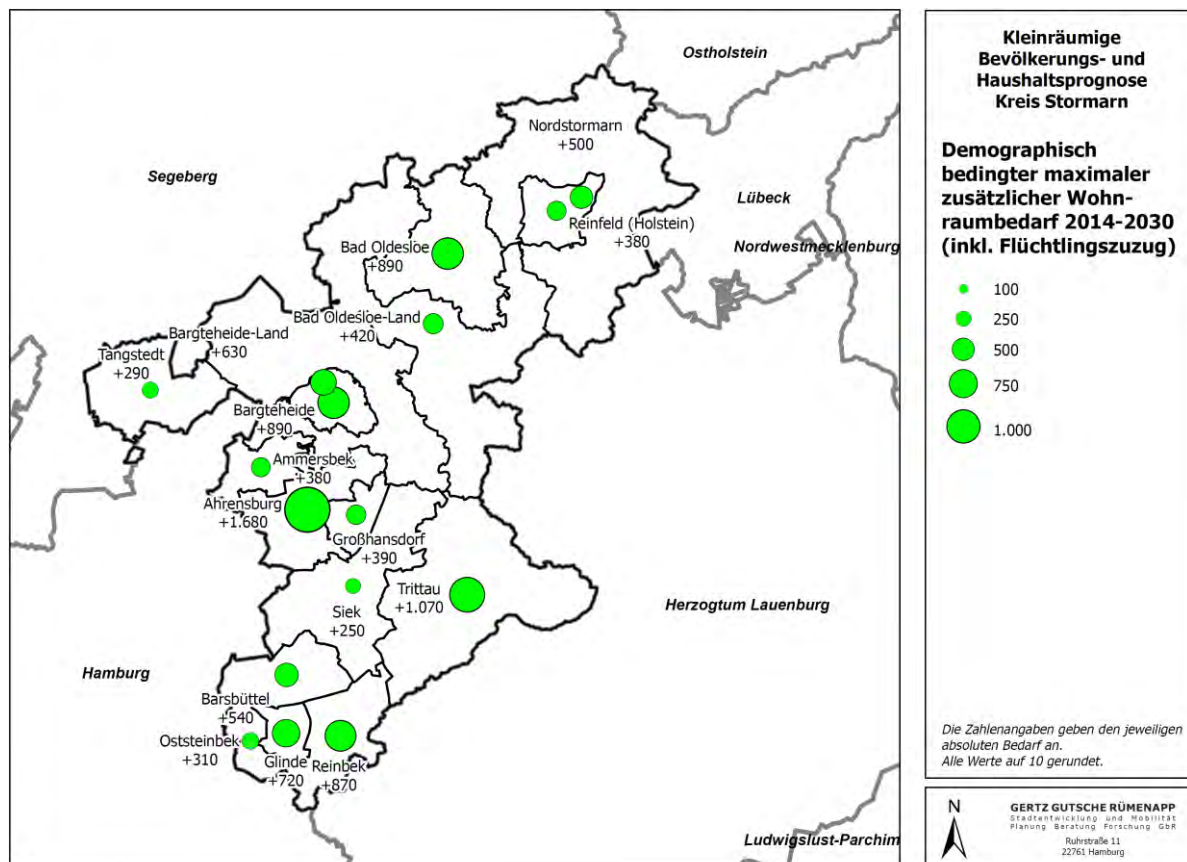 Ostholstein
Nordstormarn
+500
Segeberg
Lübeck
Reinfeld (Holstein)
+380
Nordwestmecklenburg
Bad Oldesloe
+890
Bad Oldesloe-Land
+420
Bargteheide-Land
+630
Tangstedt
+290
Bargteheide
+890
Ammersbek
+380
Ahrensburg
+1.680
Großhansdorf
+390
Trittau
+1.070
Siek
+250
Herzogtum Lauenburg
Hamburg
Barsbüttel
+540
Oststeinbek
+310
Glinde
+720
Reinbek
+870
Ludwigslust-Parchim
Kleinräumige
Bevölkerungs- und
Haushaltsprognose
Kreis Stormarn
Demographisch
bedingter maximaler
zusätzlicher Wohn-
raumbedarf 2014-2030
(inkl. Flüchtlingszuzug)
100
250
500
750
1.000
Die Zahlenangaben geben den jeweiligen
absoluten Bedarf an.
Alle Werte auf 10 gerundet.
N
GERTZ GUTSCHE RÜMENAPP
Stadtentwicklung und Mobilität
Planung Beratung Forschung GbR
Ruhrstraße 11
22761 Hamburg